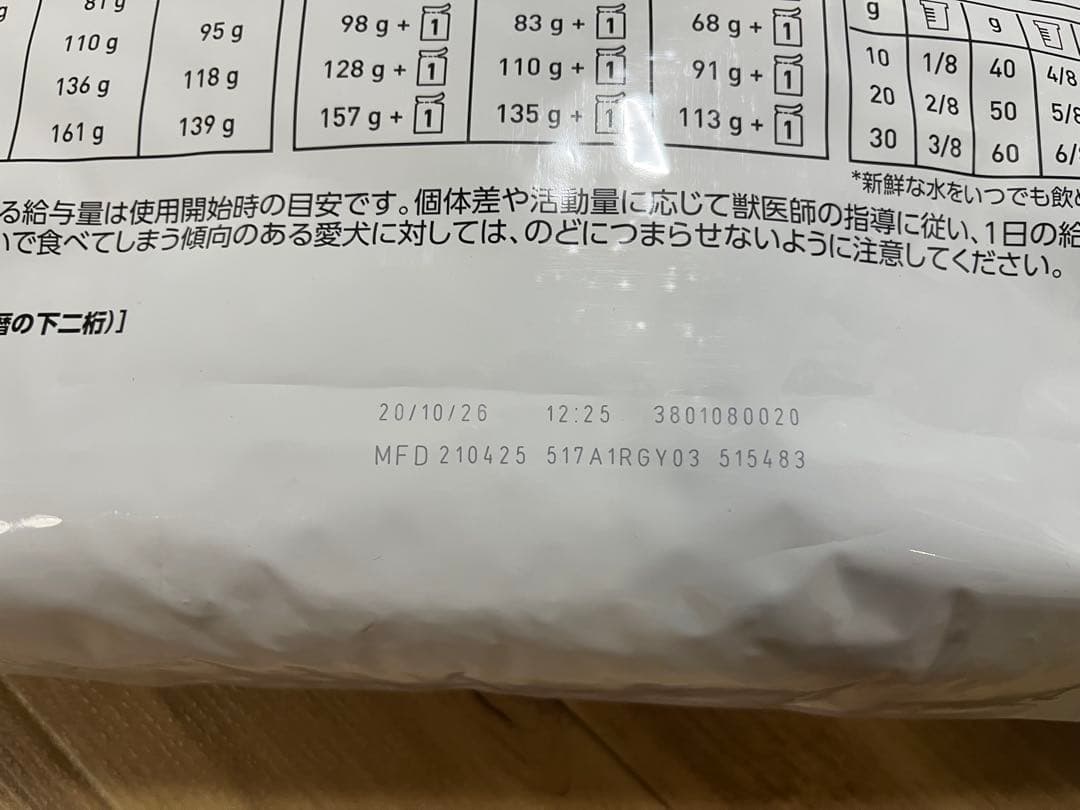 81 g
110 g 95 g 98 g + 1 83 g + 1 68 g + 1
136 g 118 g 128 g + 1 110 g + 1 91 g + 1
161 g 139 g 157 g + 1 135 g + 1 113 g + 1
g g
10 1/8 40 4/8
20 2/8 50 5/8
30 3/8 60 6/
*新鮮な水をいつでも飲め
る給与量は使用開始時の目安です。個体差や活動量に応じて獣医師の指導に従い、1日の給
いで食べてしまう傾向のある愛犬に対しては、のどにつまらせないように注意してください。
暦の下二桁)]
20/10/26 12:25 3801080020
MFD 210425 517A1RGY03 515483